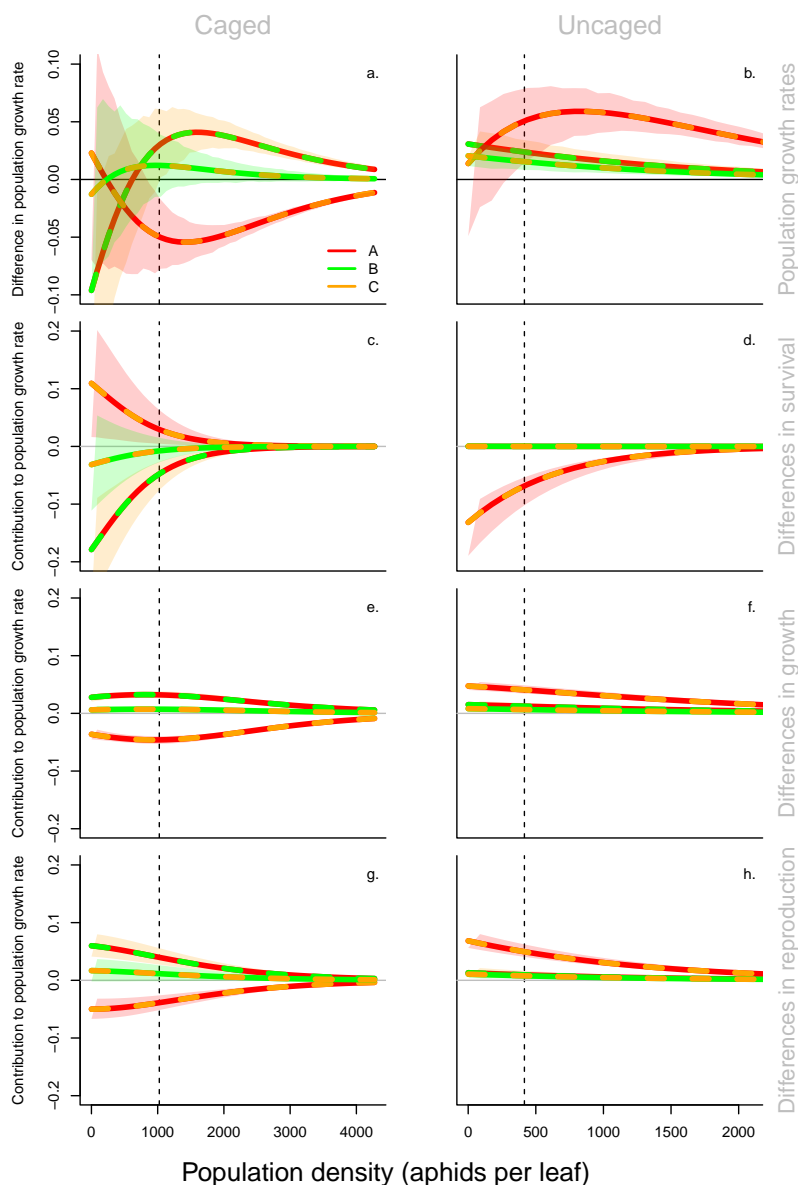 Caged
Uncaged
Difference in population growth rate
−0.10
−0.05
0.00
0.05
0.10
a.
A
B
C
b.
Population growth rates
Contribution to population growth rate
−0.2
−0.1
0.0
0.1
0.2
c.
d.
Differences in survival
Contribution to population growth rate
−0.2
−0.1
0.0
0.1
0.2
e.
f.
Differences in growth
Contribution to population growth rate
−0.2
−0.1
0.0
0.1
0.2
g.
h.
Differences in reproduction
0 1000 2000 3000 4000
0 500 1000 1500 2000
Population density (aphids per leaf)